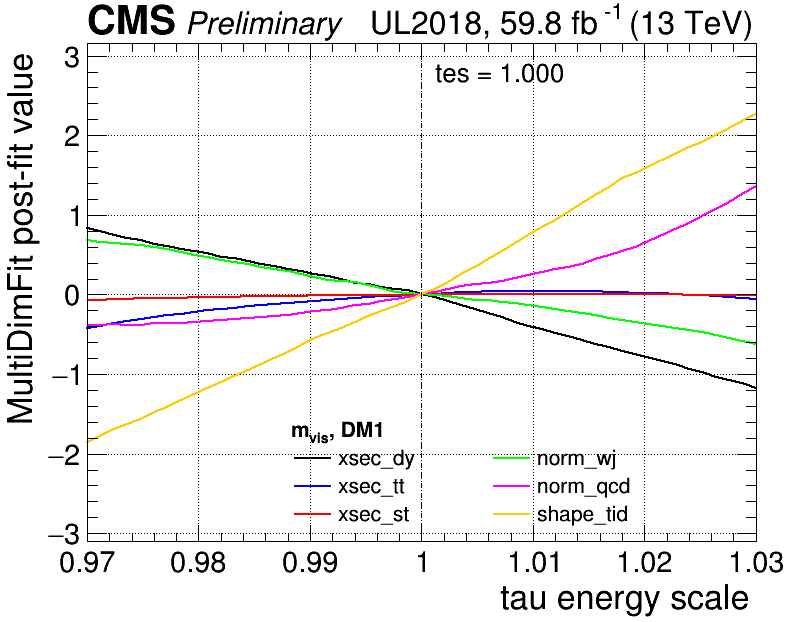 CMS Preliminary UL2018, 59.8 fb⁻¹ (13 TeV)
MultiDimFit post-fit value
3
2
1
0
−1
−2
−3
tes = 1.000
m_vis, DM1
xsec_dy norm_wj
xsec_tt norm_qcd
xsec_st shape_tid
0.97 0.98 0.99 1 1.01 1.02 1.03
tau energy scale